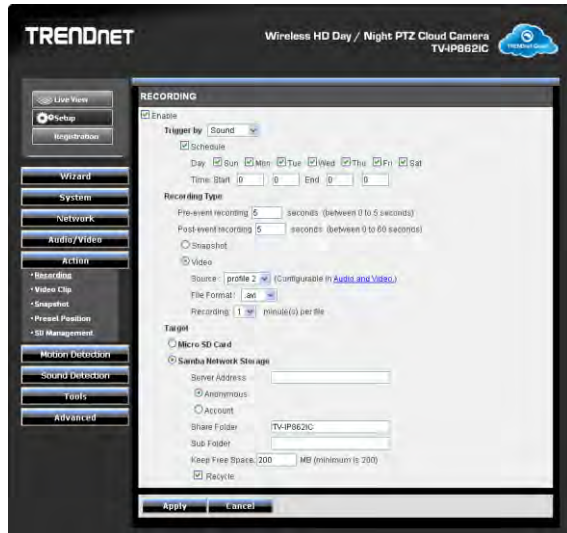 TRENDNET
Wireless HD Day / Night PTZ Cloud Camera
TV-IP862IC
TRENDnet Cloud
Live View
Setup
Registration
Wizard
System
Network
Audio/Video
Action
• Recording
• Video Clip
• Snapshot
• Preset Position
• SD Management
Motion Detection
Sound Detection
Tools
Advanced
RECORDING
Enable
Trigger by Sound
Schedule
Day Sun Mon Tue Wed Thu Fri Sat
Time: Start 0 0 End 0 0
Recording Type
Pre-event recording 5 seconds (between 0 to 5 seconds)
Post-event recording 5 seconds (between 0 to 60 seconds)
Snapshot
Video
Source : profile 2 (Configurable in Audio and Video.)
File Format : .avi
Recording 1 minute(s) per file
Target
Micro SD Card
Samba Network Storage
Server Address
Anonymous
Account
Share Folder TV-IP862IC
Sub Folder
Keep Free Space 200 MB (minimum is 200)
Recycle
Apply Cancel